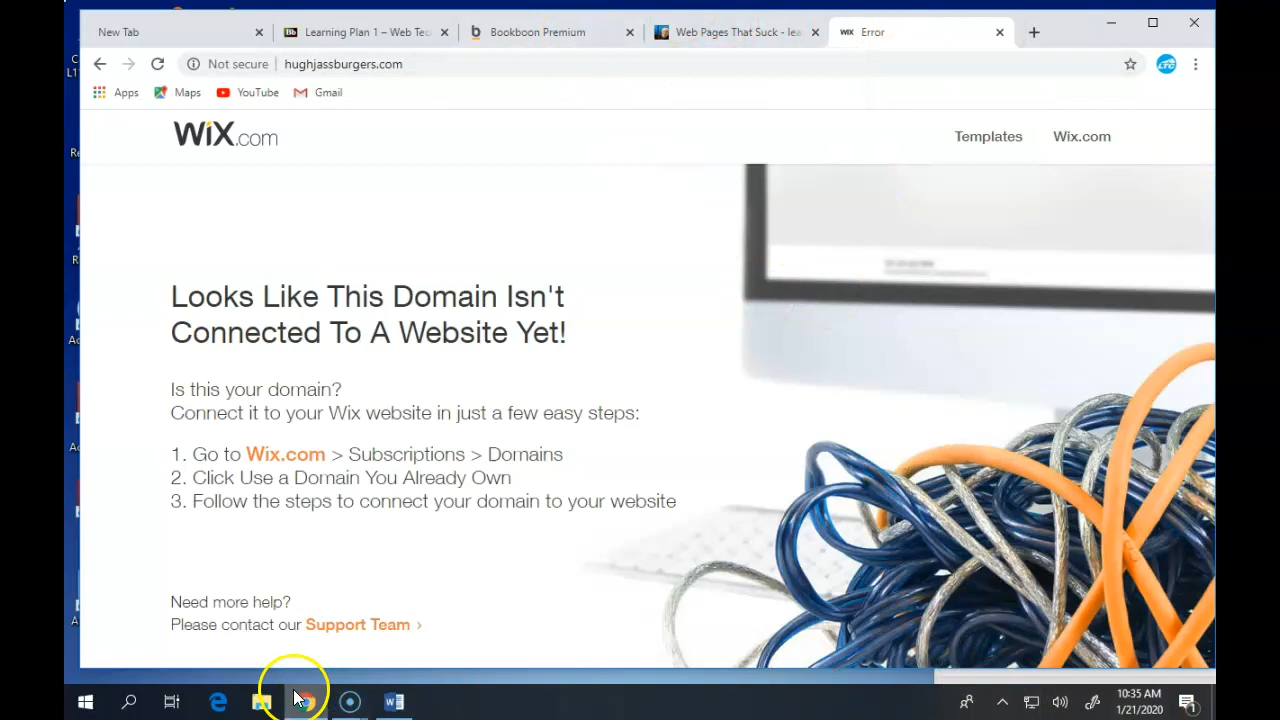 New Tab
Learning Plan 1 – Web Tec
Bookboon Premium
Web Pages That Suck - lea
WIX Error
Not secure hughjassburgers.com
LTC
Apps Maps YouTube Gmail
WiX.com
Templates Wix.com
Looks Like This Domain Isn't
Connected To A Website Yet!
Is this your domain?
Connect it to your Wix website in just a few easy steps:
1. Go to Wix.com > Subscriptions > Domains
2. Click Use a Domain You Already Own
3. Follow the steps to connect your domain to your website
Need more help?
Please contact our Support Team ›
10:35 AM
1/21/2020